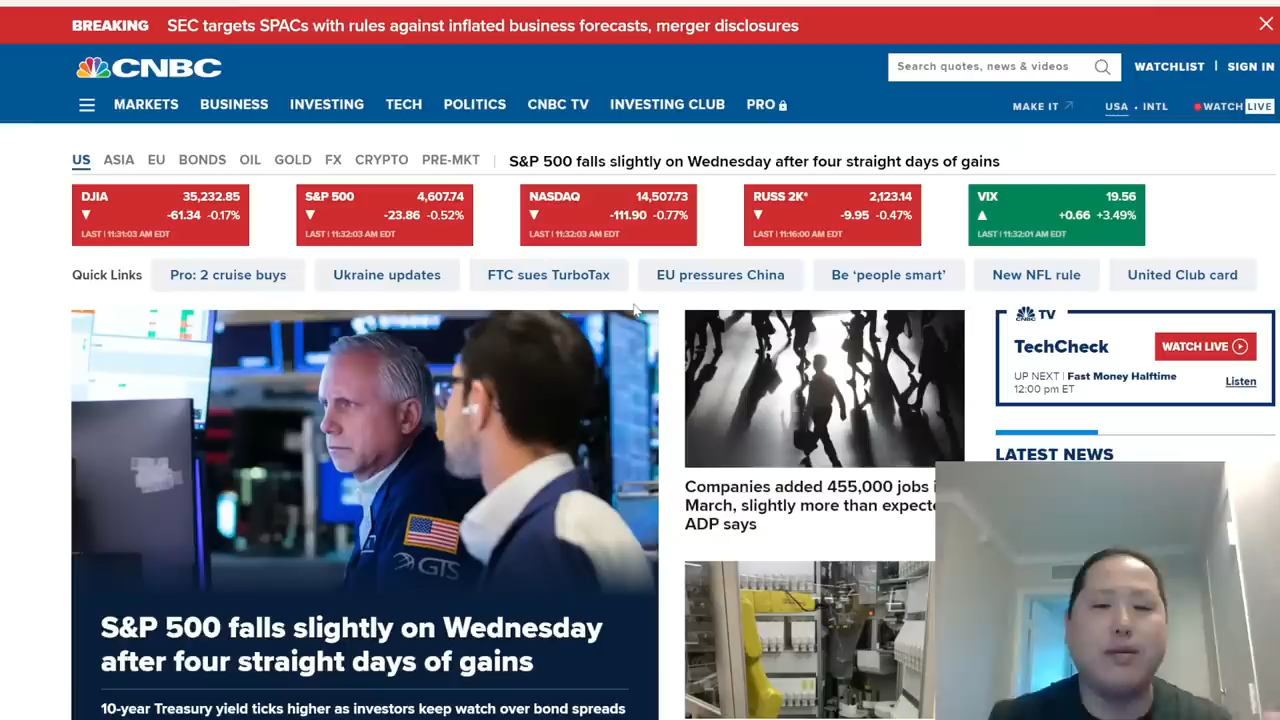 BREAKING SEC targets SPACs with rules against inflated business forecasts, merger disclosures
CNBC
Search quotes, news & videos
WATCHLIST | SIGN IN
MARKETS BUSINESS INVESTING TECH POLITICS CNBC TV INVESTING CLUB PRO
MAKE IT USA • INTL WATCH LIVE
US ASIA EU BONDS OIL GOLD FX CRYPTO PRE-MKT S&P 500 falls slightly on Wednesday after four straight days of gains
DJIA 35,232.85
▼ -61.34 -0.17%
LAST | 11:31:03 AM EDT
S&P 500 4,607.74
▼ -23.86 -0.52%
LAST | 11:32:03 AM EDT
NASDAQ 14,507.73
▼ -111.90 -0.77%
LAST | 11:32:03 AM EDT
RUSS 2K* 2,123.14
▼ -9.95 -0.47%
LAST | 11:16:00 AM EDT
VIX 19.56
▲ +0.66 +3.49%
LAST | 11:32:01 AM EDT
Quick Links Pro: 2 cruise buys Ukraine updates FTC sues TurboTax EU pressures China Be ‘people smart’ New NFL rule United Club card
GTS
S&P 500 falls slightly on Wednesday
after four straight days of gains
10-year Treasury yield ticks higher as investors keep watch over bond spreads
Companies added 455,000 jobs
March, slightly more than expecte
ADP says
CNBC TV
TechCheck
WATCH LIVE
UP NEXT | Fast Money Halftime
12:00 pm ET
Listen
LATEST NEWS